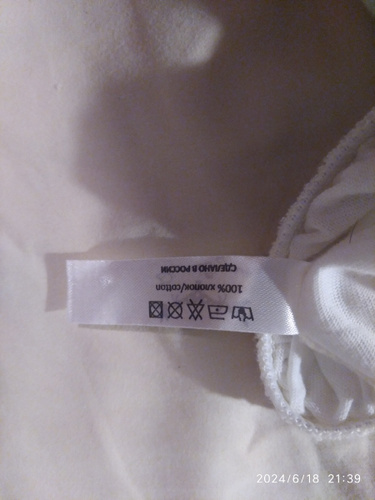 100% хлопок/cotton
СДЕЛАНО В РОССИИ
2024/6/18 21:39